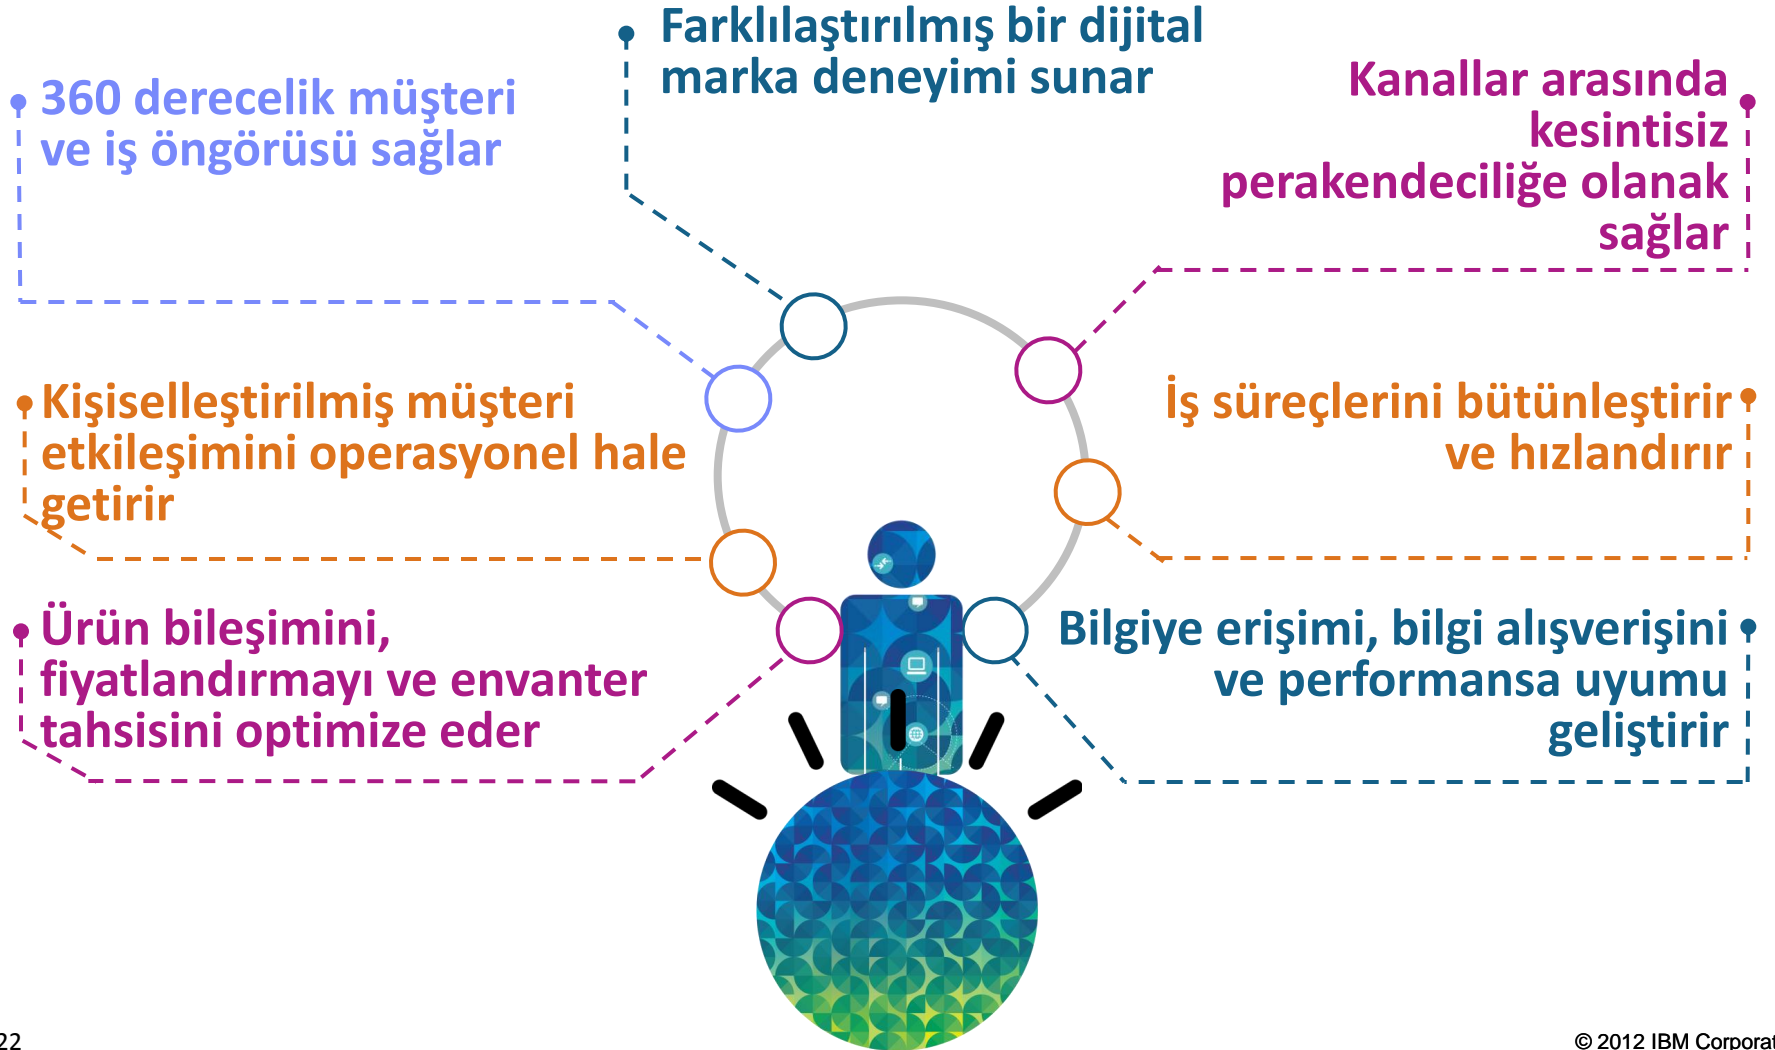 Farklılaştırılmış bir dijital
marka deneyimi sunar
360 derecelik müşteri
ve iş öngörüsü sağlar
Kanallar arasında
kesintisiz
perakendeciliğe olanak
sağlar
Kişiselleştirilmiş müşteri
etkileşimini operasyonel hale
getirir
İş süreçlerini bütünleştirir
ve hızlandırır
Ürün bileşimini,
fiyatlandırmayı ve envanter
tahsisini optimize eder
Bilgiye erişimi, bilgi alışverişini
ve performansa uyumu
geliştirir
22
© 2012 IBM Corporat